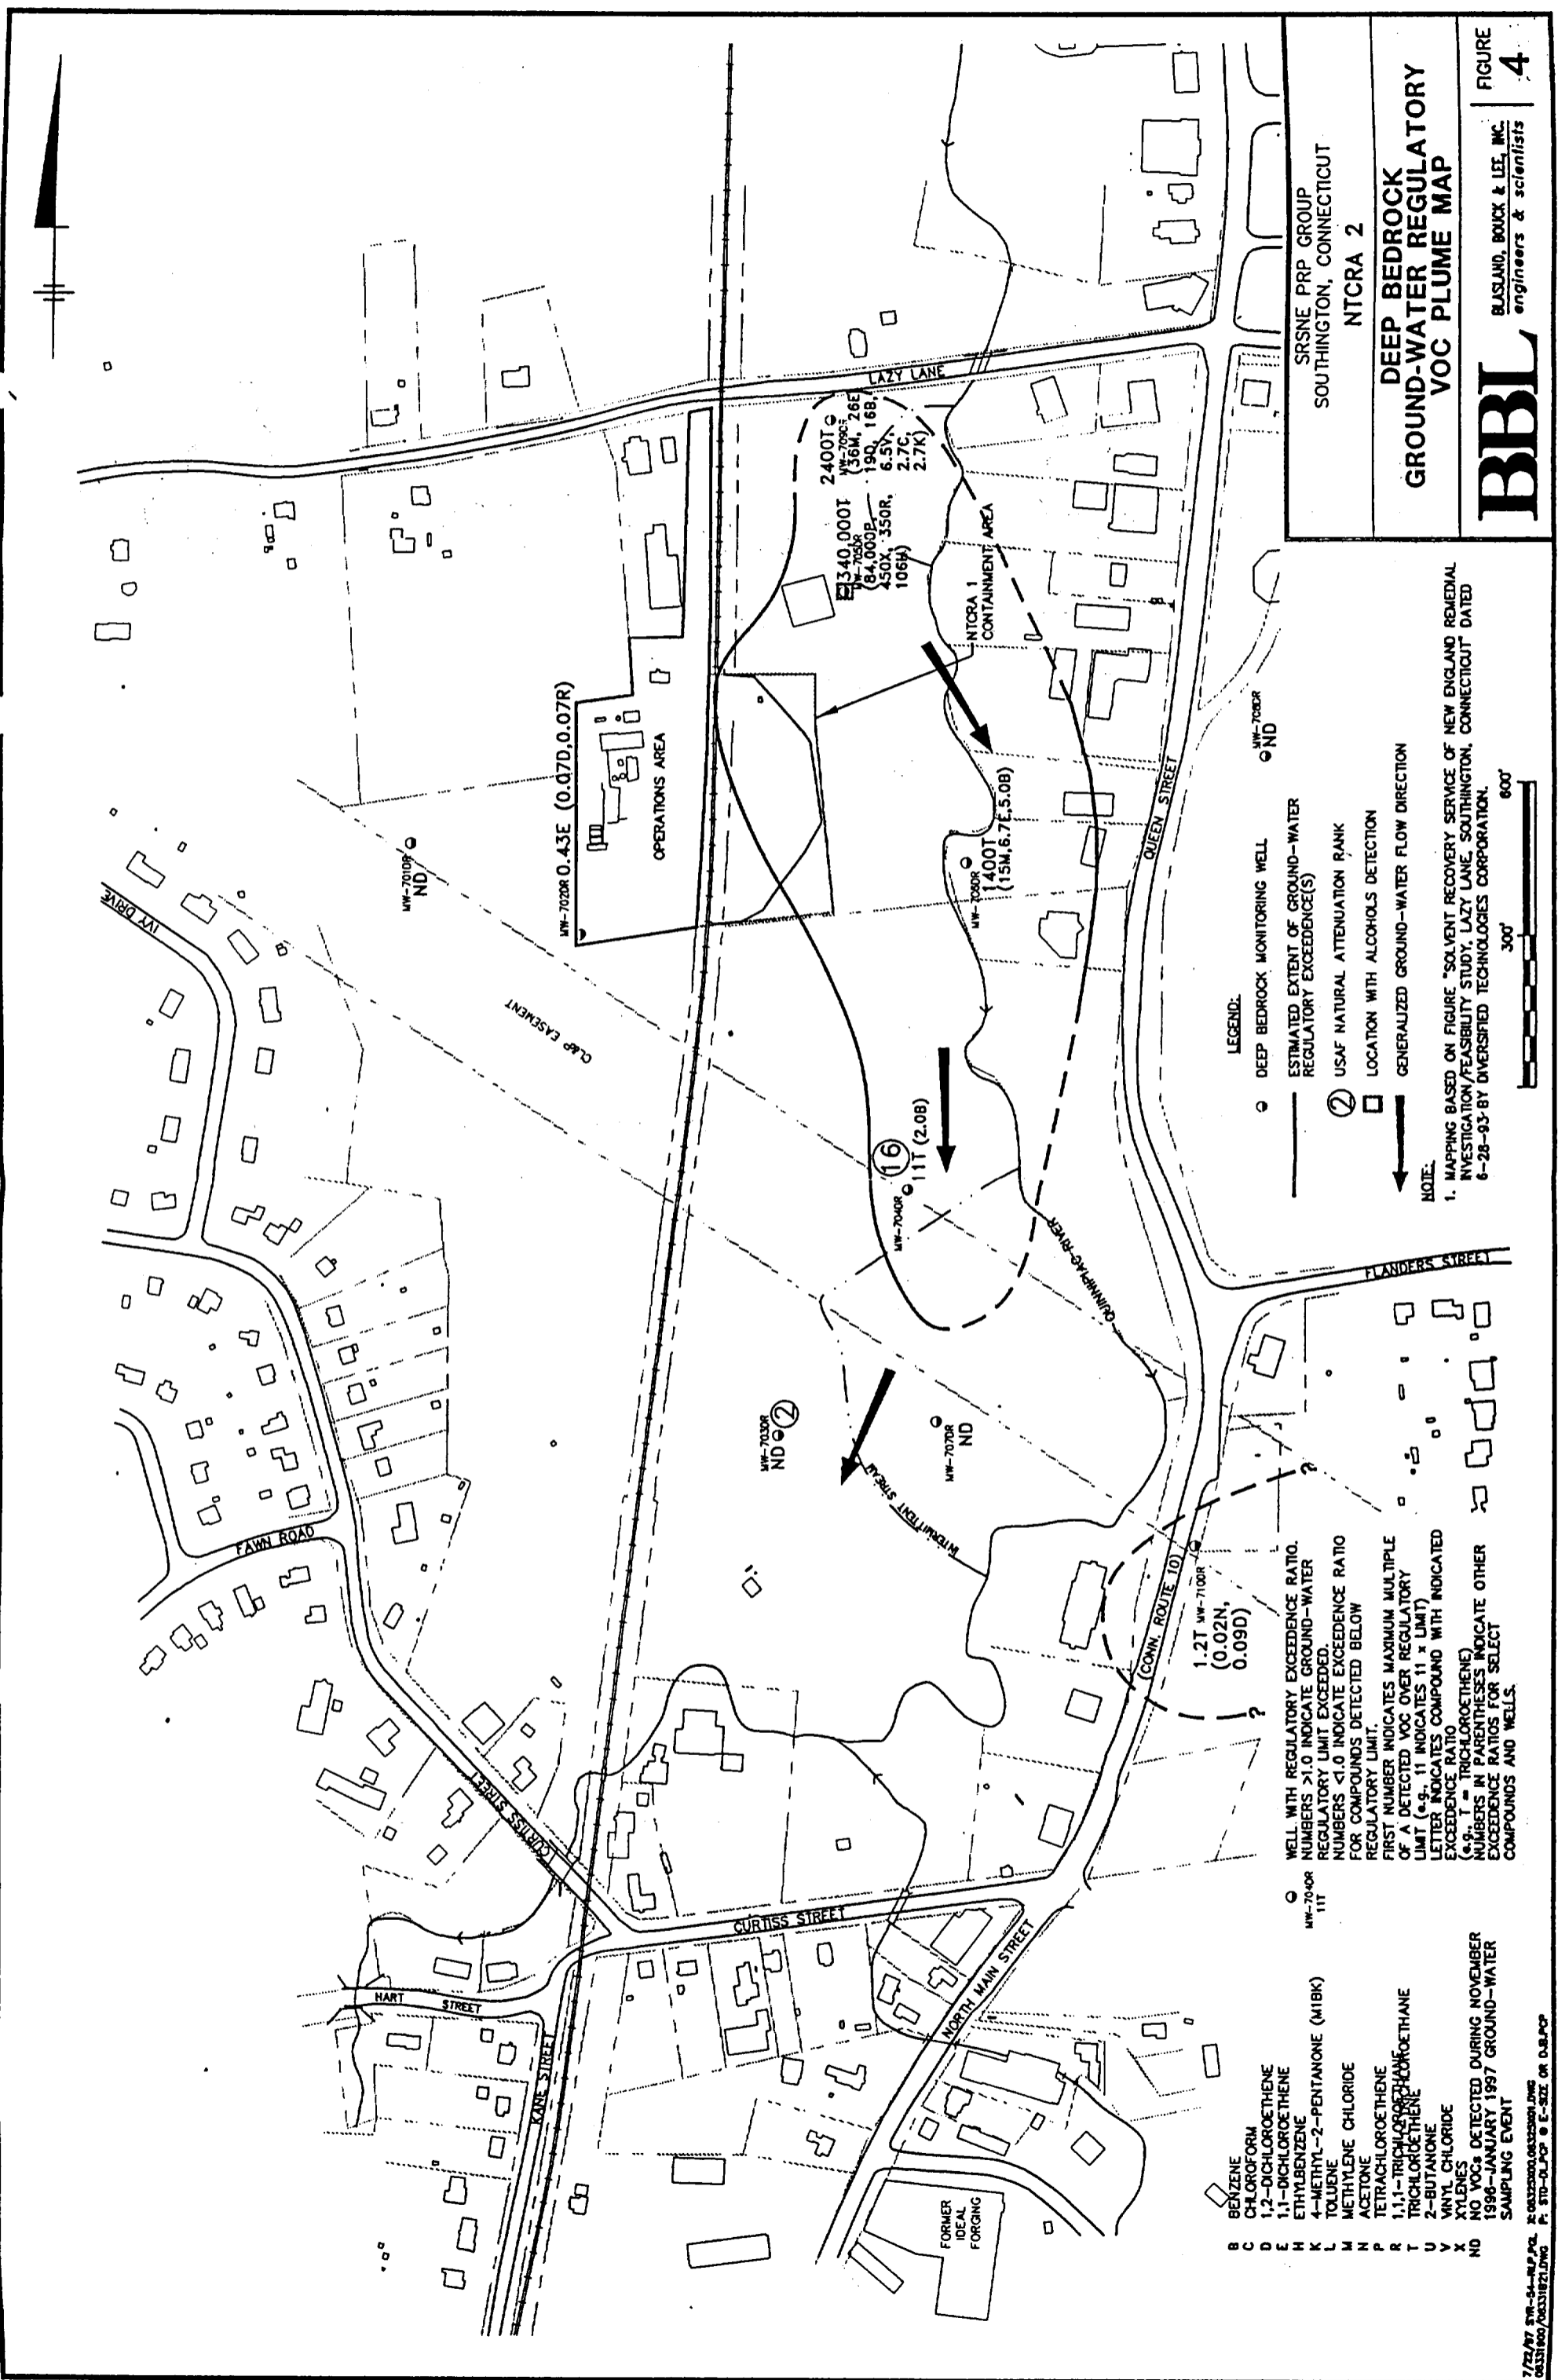 SRSNE PRP GROUP
SOUTHINGTON, CONNECTICUT
NTCRA 2
DEEP BEDROCK
GROUND-WATER REGULATORY
VOC PLUME MAP
BBL
BLASLAND, BOUCK & LEE, INC.
engineers & scientists
FIGURE
4
LAZY LANE
2400T
(36M, 26E,
19D, 16B,
6.5V,
2.7C,
2.7K)
340,000T
(84,000P,
450X, 350R,
106H)
NTCRA 1
CONTAINMENT AREA
OPERATIONS AREA
MW-702DR 0.43E (0.07D,0.07R)
MW-701DR
ND
IVY DRIVE
CL&P EASEMENT
MW-706DR
1400T
(15M,6.7E,5.0B)
QUEEN STREET
MW-708DR
ND
16
MW-704DR
11T (2.0B)
QUINNIPIAC RIVER
FLANDERS STREET
MW-703DR
ND
2
MW-707DR
ND
INTERMITTENT STREAM
FAWN ROAD
(CONN. ROUTE 10)
?
1.2T MW-710DR
(0.02N,
0.09D)
?
CURTISS STREET
CURTISS STREET
HART STREET
KANE STREET
NORTH MAIN STREET
FORMER
IDEAL
FORGING
LEGEND:
DEEP BEDROCK MONITORING WELL
ESTIMATED EXTENT OF GROUND-WATER
REGULATORY EXCEEDENCE(S)
2 USAF NATURAL ATTENUATION RANK
LOCATION WITH ALCOHOLS DETECTION
GENERALIZED GROUND-WATER FLOW DIRECTION
NOTE:
1. MAPPING BASED ON FIGURE "SOLVENT RECOVERY SERVICE OF NEW ENGLAND REMEDIAL
INVESTIGATION/FEASIBILITY STUDY, LAZY LANE, SOUTHINGTON, CONNECTICUT" DATED
6-28-93 BY DIVERSIFIED TECHNOLOGIES CORPORATION.
300' 600'
MW-704DR
11T
WELL WITH REGULATORY EXCEEDENCE RATIO.
NUMBERS >1.0 INDICATE GROUND-WATER
REGULATORY LIMIT EXCEEDED.
NUMBERS <1.0 INDICATE EXCEEDENCE RATIO
FOR COMPOUNDS DETECTED BELOW
REGULATORY LIMIT.
FIRST NUMBER INDICATES MAXIMUM MULTIPLE
OF A DETECTED VOC OVER REGULATORY
LIMIT (e.g., 11 INDICATES 11 x LIMIT)
LETTER INDICATES COMPOUND WITH INDICATED
EXCEEDENCE RATIO
(e.g., T = TRICHLOROETHENE)
NUMBERS IN PARENTHESES INDICATE OTHER
EXCEEDENCE RATIOS FOR SELECT
COMPOUNDS AND WELLS.
B BENZENE
C CHLOROFORM
D 1,2-DICHLOROETHENE
E 1,1-DICHLOROETHENE
H ETHYLBENZENE
K 4-METHYL-2-PENTANONE (MIBK)
L TOLUENE
M METHYLENE CHLORIDE
N ACETONE
P TETRACHLOROETHENE
R 1,1,1-TRICHLOROETHANE
T TRICHLOROETHENE
U 2-BUTANONE
V VINYL CHLORIDE
X XYLENES
ND NO VOCs DETECTED DURING NOVEMBER
1996-JANUARY 1997 GROUND-WATER
SAMPLING EVENT